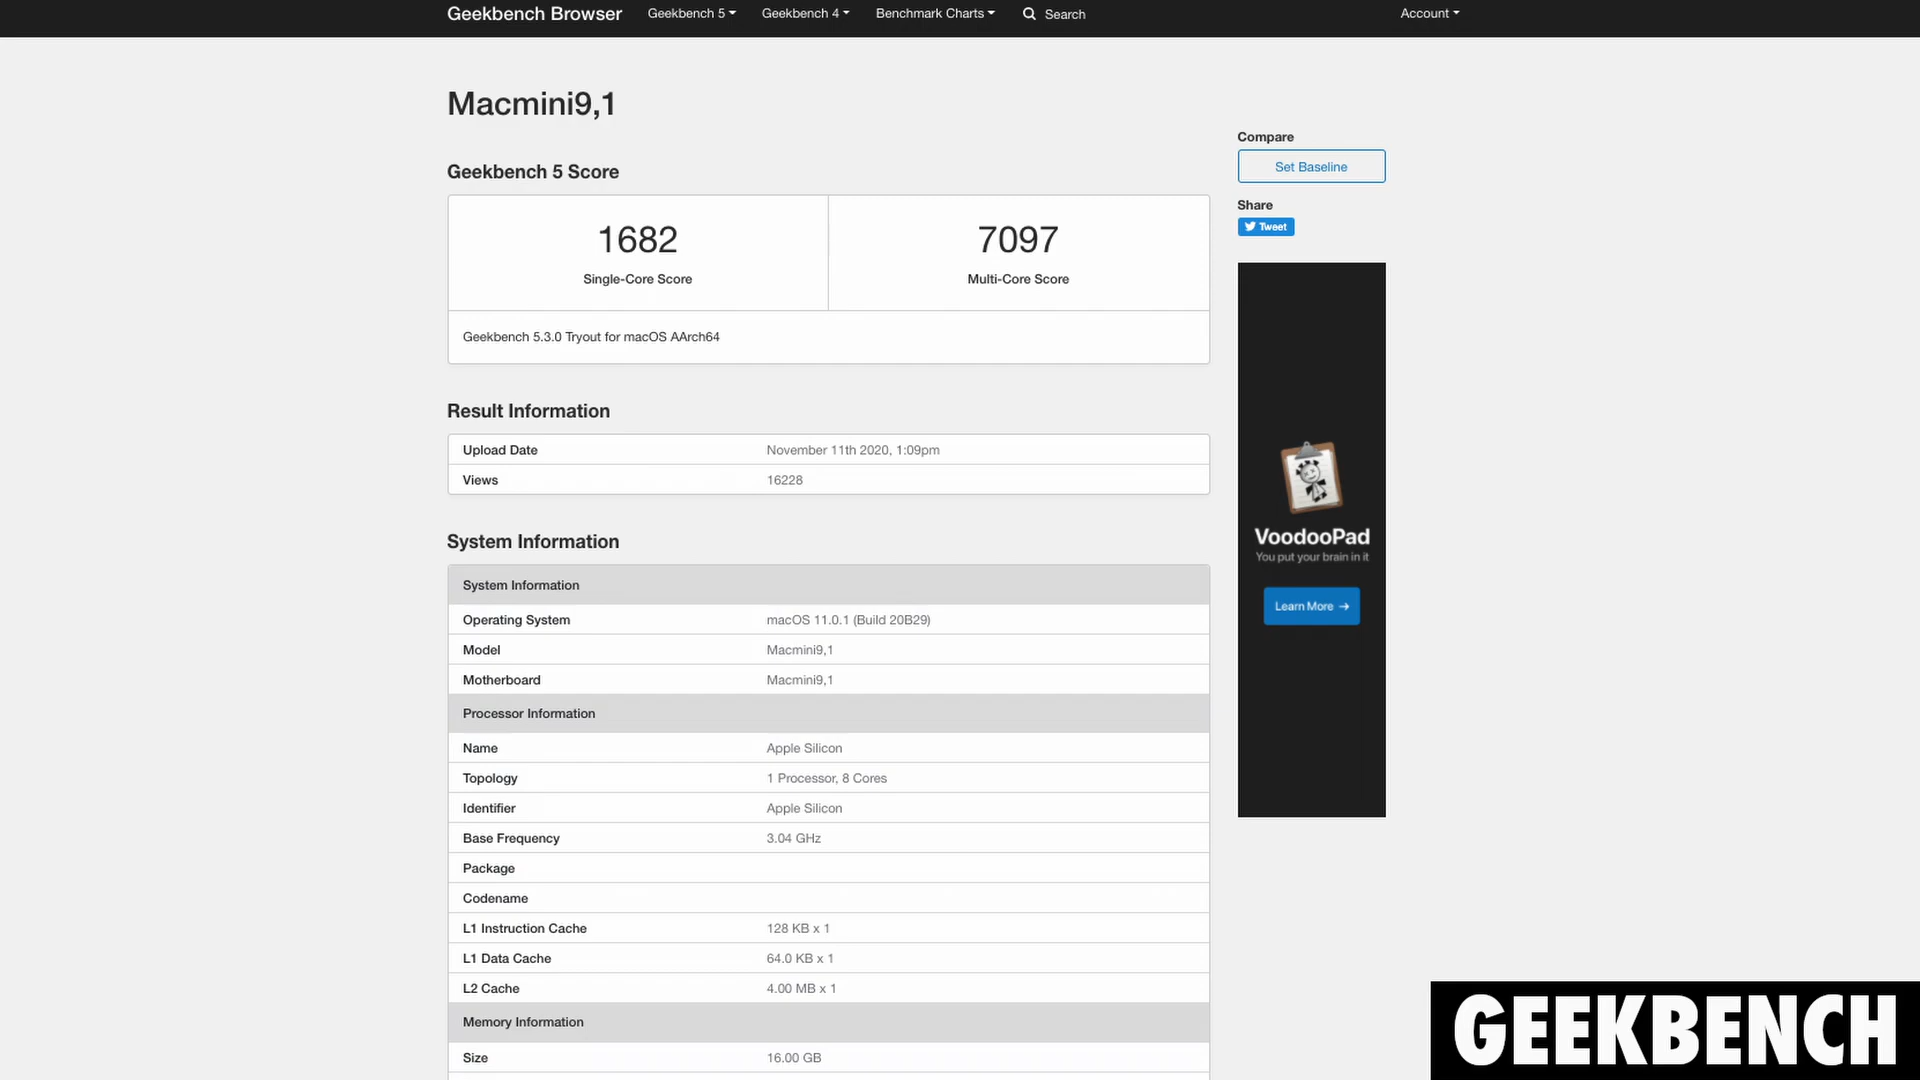 Geekbench Browser Geekbench 5 Geekbench 4 Benchmark Charts Search Account
Macmini9,1
Geekbench 5 Score
1682 7097
Single-Core Score Multi-Core Score
Geekbench 5.3.0 Tryout for macOS AArch64
Result Information
Upload Date November 11th 2020, 1:09pm
Views 16228
System Information
System Information
Operating System macOS 11.0.1 (Build 20B29)
Model Macmini9,1
Motherboard Macmini9,1
Processor Information
Name Apple Silicon
Topology 1 Processor, 8 Cores
Identifier Apple Silicon
Base Frequency 3.04 GHz
Package
Codename
L1 Instruction Cache 128 KB x 1
L1 Data Cache 64.0 KB x 1
L2 Cache 4.00 MB x 1
Memory Information
Size 16.00 GB
Compare
Set Baseline
Share
Tweet
VoodooPad
You put your brain in it
Learn More →
GEEKBENCH